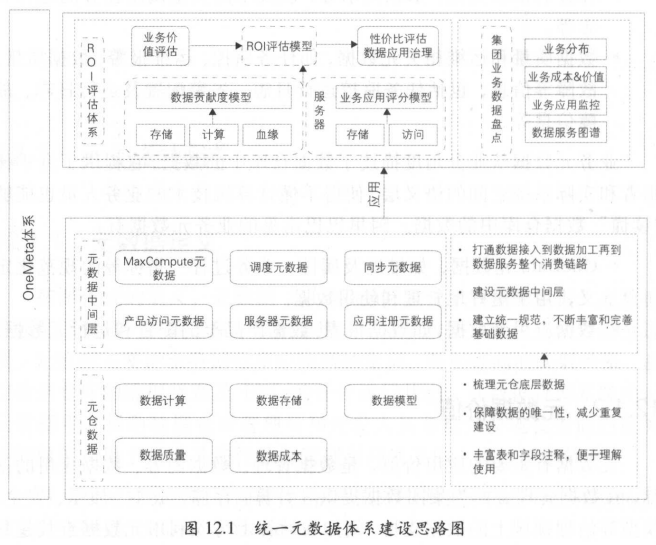 OneMeta体系
ROI评估体系
业务价
值评估
ROI评估模型
性价比评估
数据应用治理
数据贡献度模型
存储
计算
血缘
服务器
业务应用评分模型
存储
访问
集团业务数据盘点
业务分布
业务成本&价值
业务应用监控
数据服务图谱
应用
元数据中间层
MaxCompute元
数据
调度元数据
同步元数据
产品访问元数据
服务器元数据
应用注册元数据
• 打通数据接入到数据加工再到
数据服务整个消费链路
• 建设元数据中间层
• 建立统一规范，不断丰富和完善
基础数据
元仓数据
数据计算
数据存储
数据模型
数据质量
数据成本
• 梳理元仓底层数据
• 保障数据的唯一性，减少重复
建设
• 丰富表和字段注释，便于理解
使用
图 12.1 统一元数据体系建设思路图